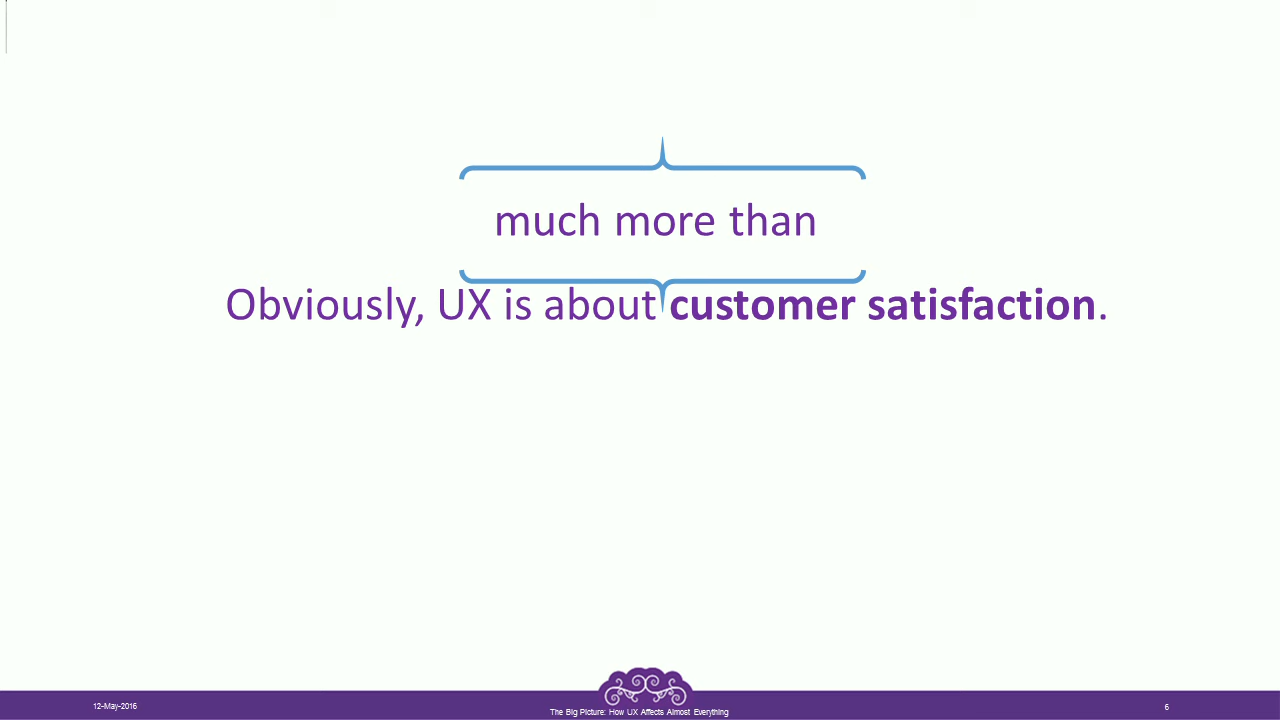 much more than
Obviously, UX is about customer satisfaction.
12-May-2016
The Big Picture: How UX Affects Almost Everything
6